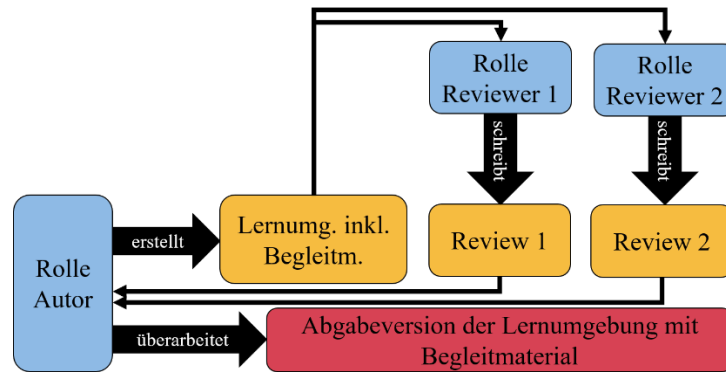 Rolle
Reviewer 1
Rolle
Reviewer 2
schreibt
schreibt
Rolle
Autor
erstellt
Lernumg. inkl.
Begleitm.
Review 1
Review 2
überarbeitet
Abgabeversion der Lernumgebung mit
Begleitmaterial